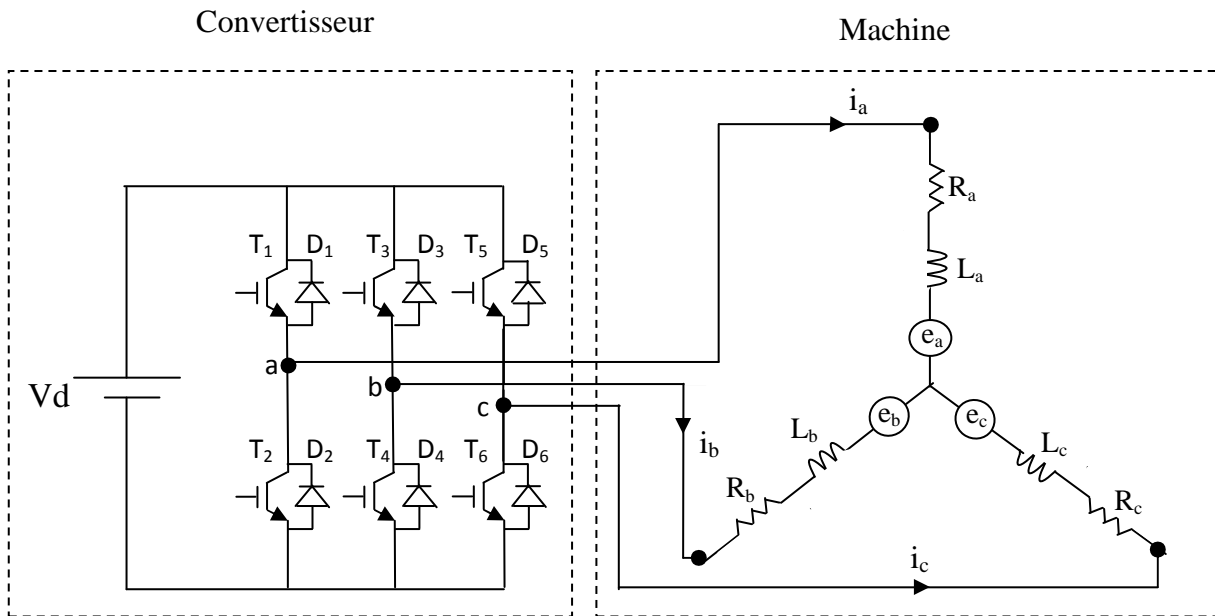 Convertisseur
Machine
i_a
R_a
L_a
e_a
T_1 D_1 T_3 D_3 T_5 D_5
a
b
c
Vd
T_2 D_2 T_4 D_4 T_6 D_6
i_b
e_b
e_c
L_b
L_c
R_b
R_c
i_c